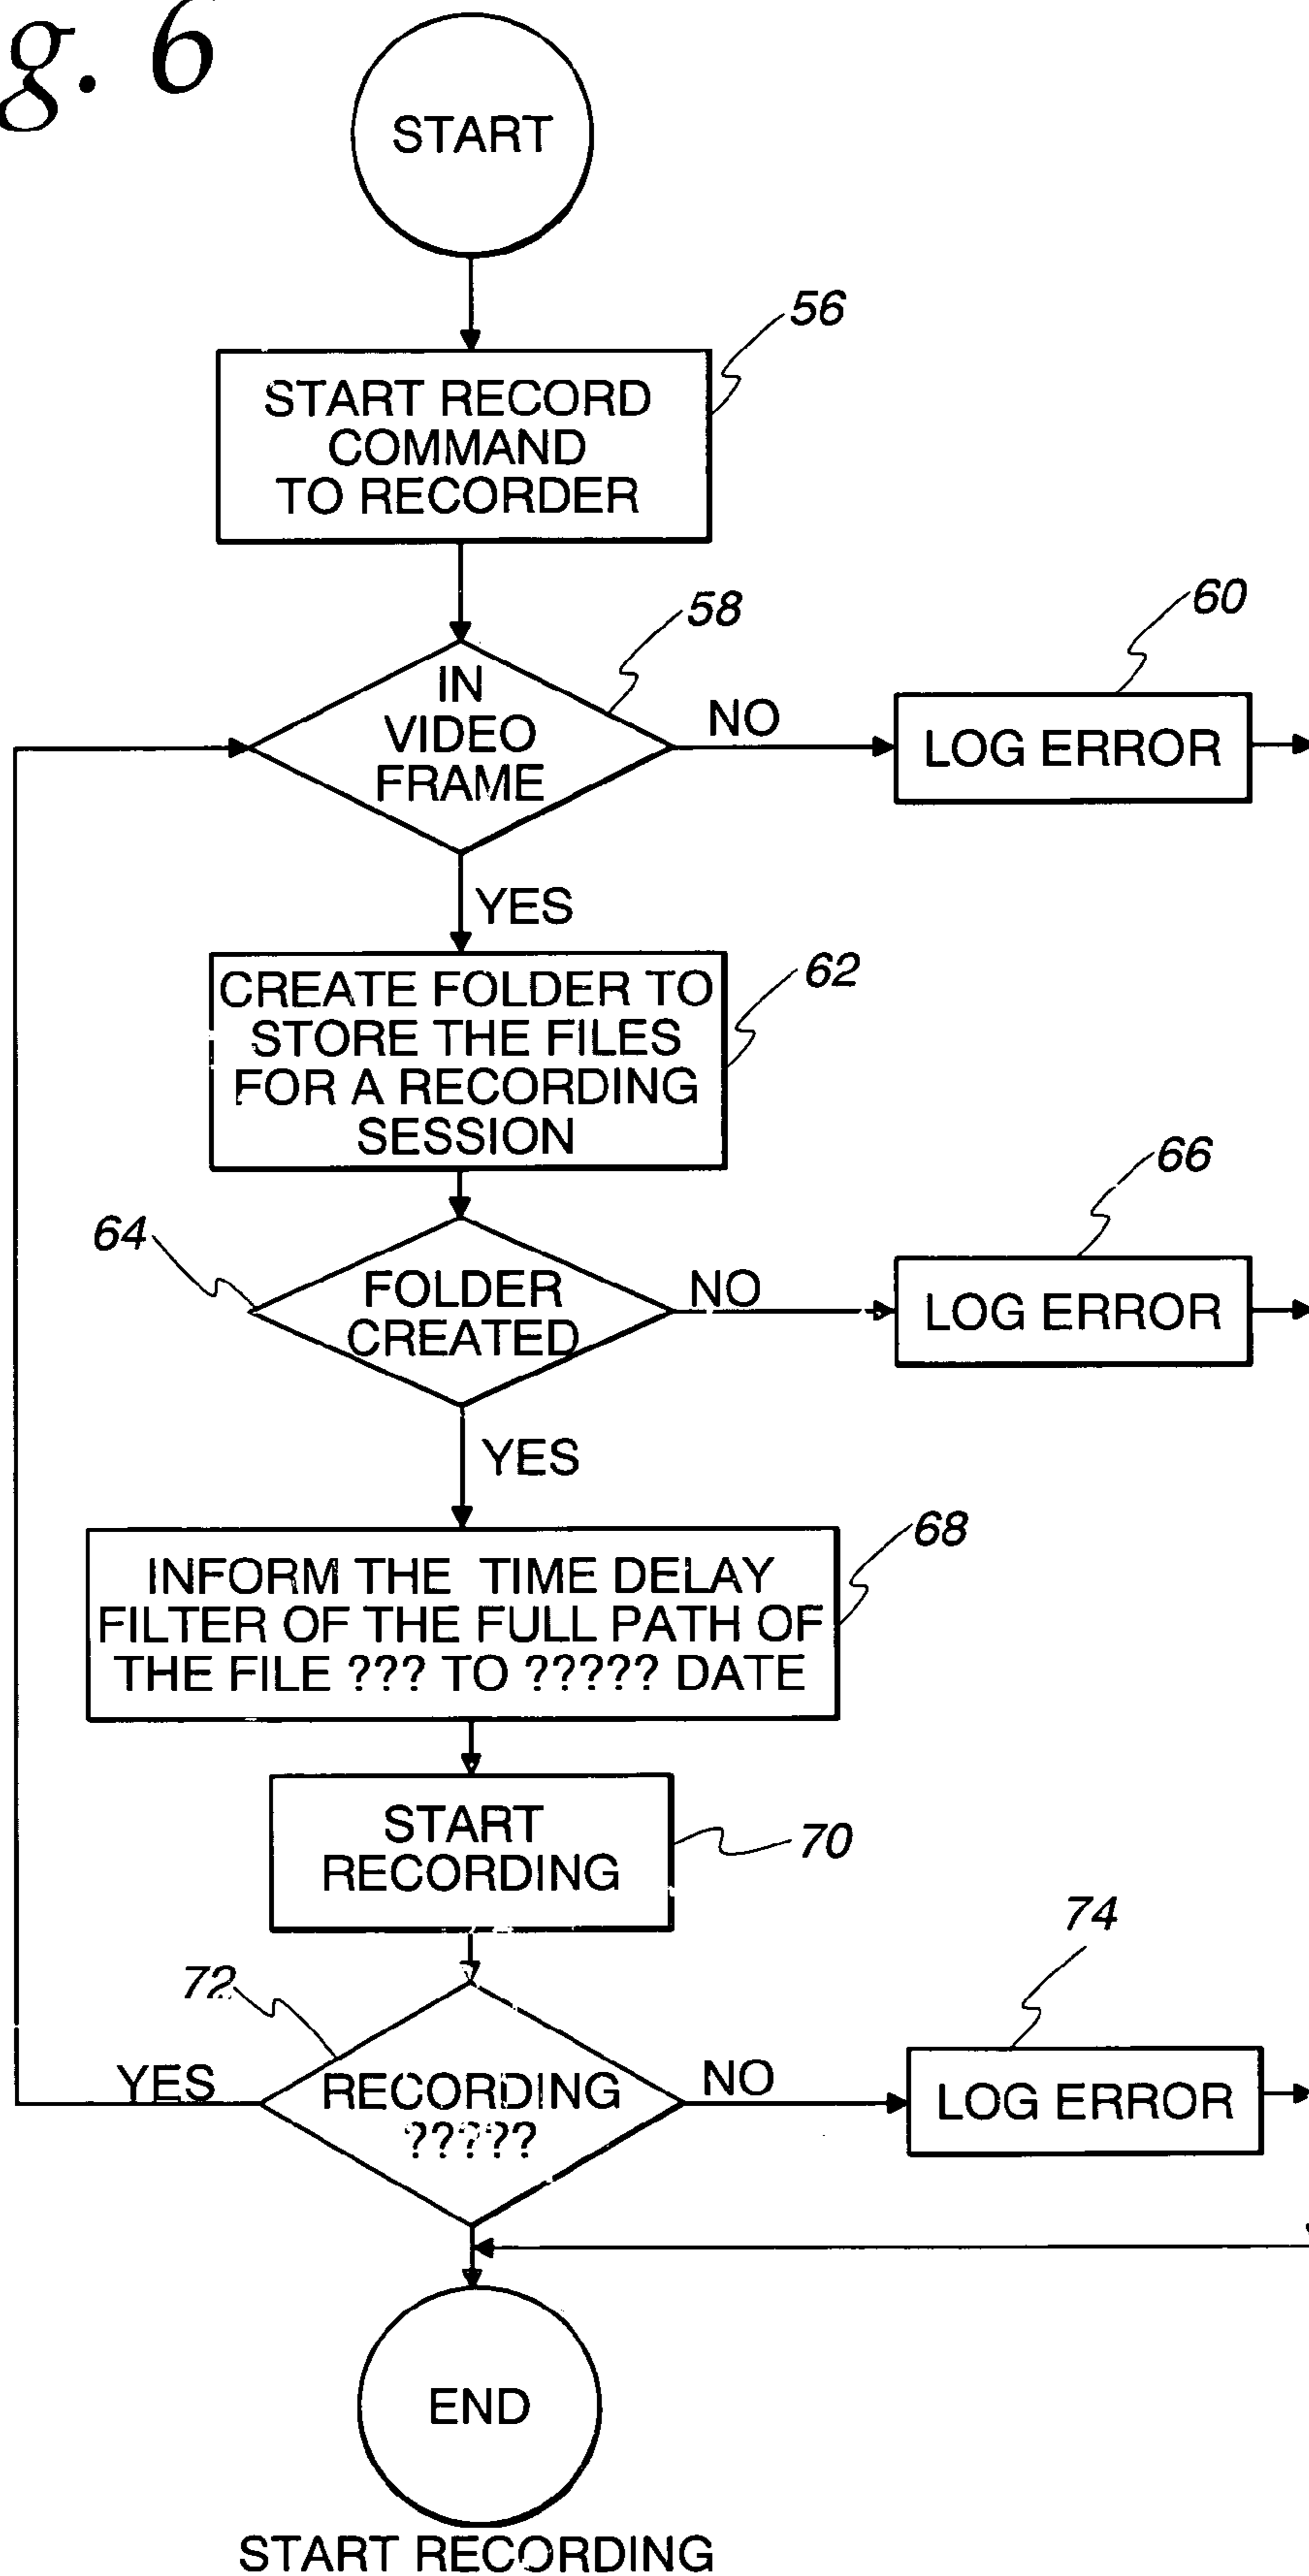 g. 6
START
56
START RECORD
COMMAND
TO RECORDER
58
IN
VIDEO
FRAME
NO
60
LOG ERROR
YES
62
CREATE FOLDER TO
STORE THE FILES
FOR A RECORDING
SESSION
64
FOLDER
CREATED
NO
66
LOG ERROR
YES
68
INFORM THE TIME DELAY
FILTER OF THE FULL PATH OF
THE FILE ??? TO ????? DATE
START
RECORDING
70
72
YES
RECORDING
?????
NO
74
LOG ERROR
END
START RECORDING